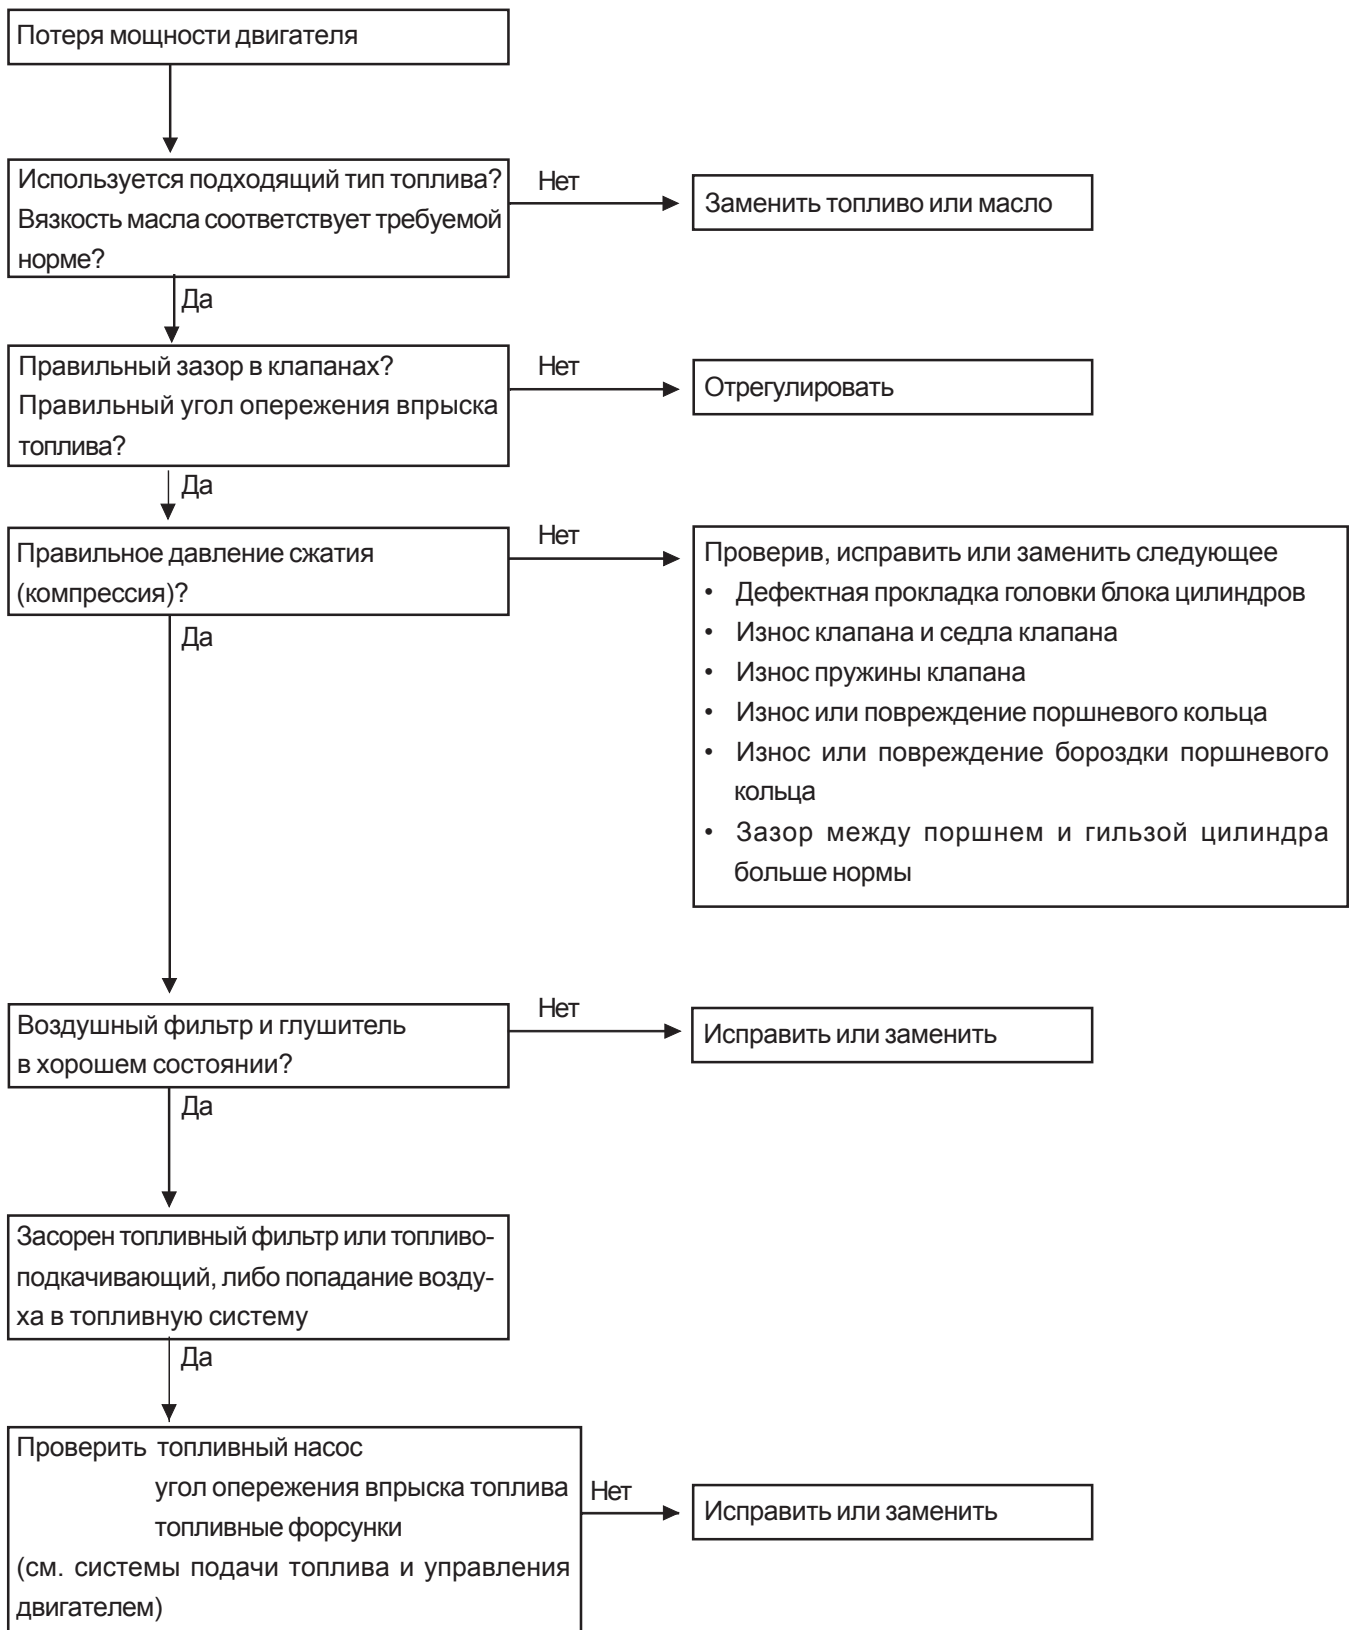 Потеря мощности двигателя
Используется подходящий тип топлива?
Вязкость масла соответствует требуемой
норме?
Нет
Заменить топливо или масло
Да
Правильный зазор в клапанах?
Правильный угол опережения впрыска
топлива?
Нет
Отрегулировать
Да
Правильное давление сжатия
(компрессия)?
Нет
Проверив, исправить или заменить следующее
• Дефектная прокладка головки блока цилиндров
• Износ клапана и седла клапана
• Износ пружины клапана
• Износ или повреждение поршневого кольца
• Износ или повреждение бороздки поршневого
кольца
• Зазор между поршнем и гильзой цилиндра
больше нормы
Да
Воздушный фильтр и глушитель
в хорошем состоянии?
Нет
Исправить или заменить
Да
Засорен топливный фильтр или топливо-
подкачивающий, либо попадание возду-
ха в топливную систему
Да
Проверить топливный насос
угол опережения впрыска топлива
топливные форсунки
(см. системы подачи топлива и управления
двигателем)
Нет
Исправить или заменить